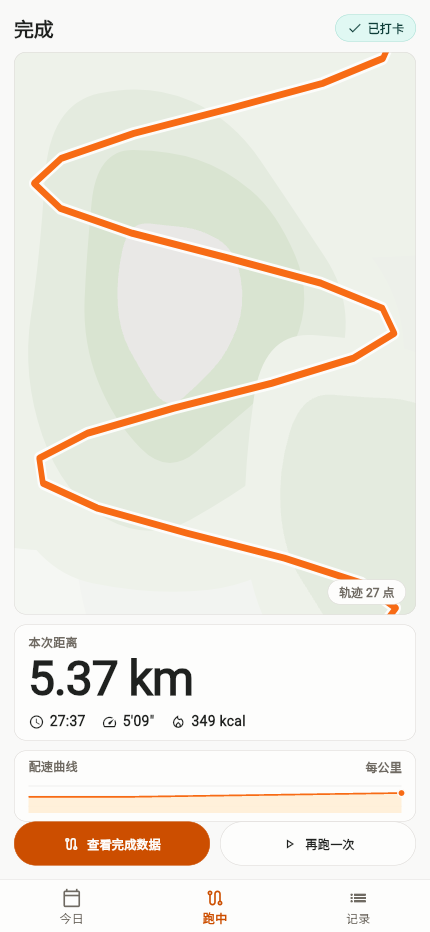 完成
已打卡
轨迹 27 点
本次距离
5.37 km
27:37 5'09" 349 kcal
配速曲线 每公里
查看完成数据 再跑一次
今日 跑中 记录